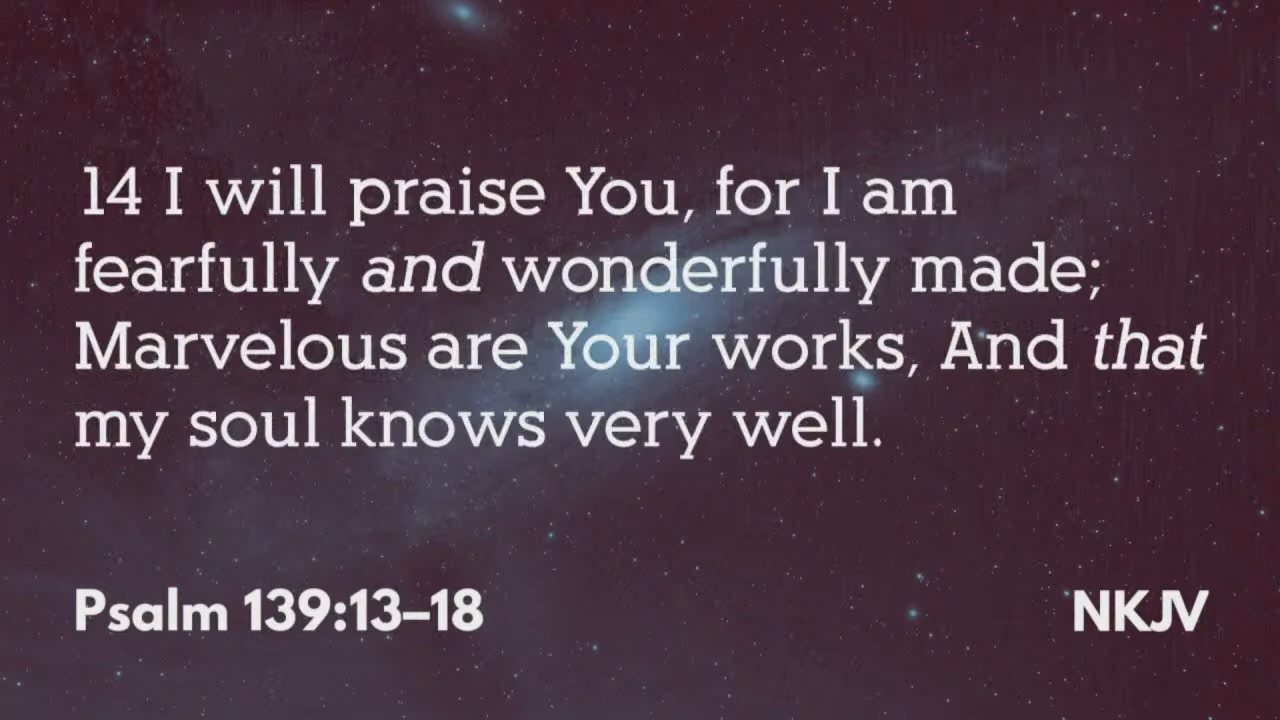 14 I will praise You, for I am
fearfully and wonderfully made;
Marvelous are Your works, And that
my soul knows very well.
Psalm 139:13–18
NKJV